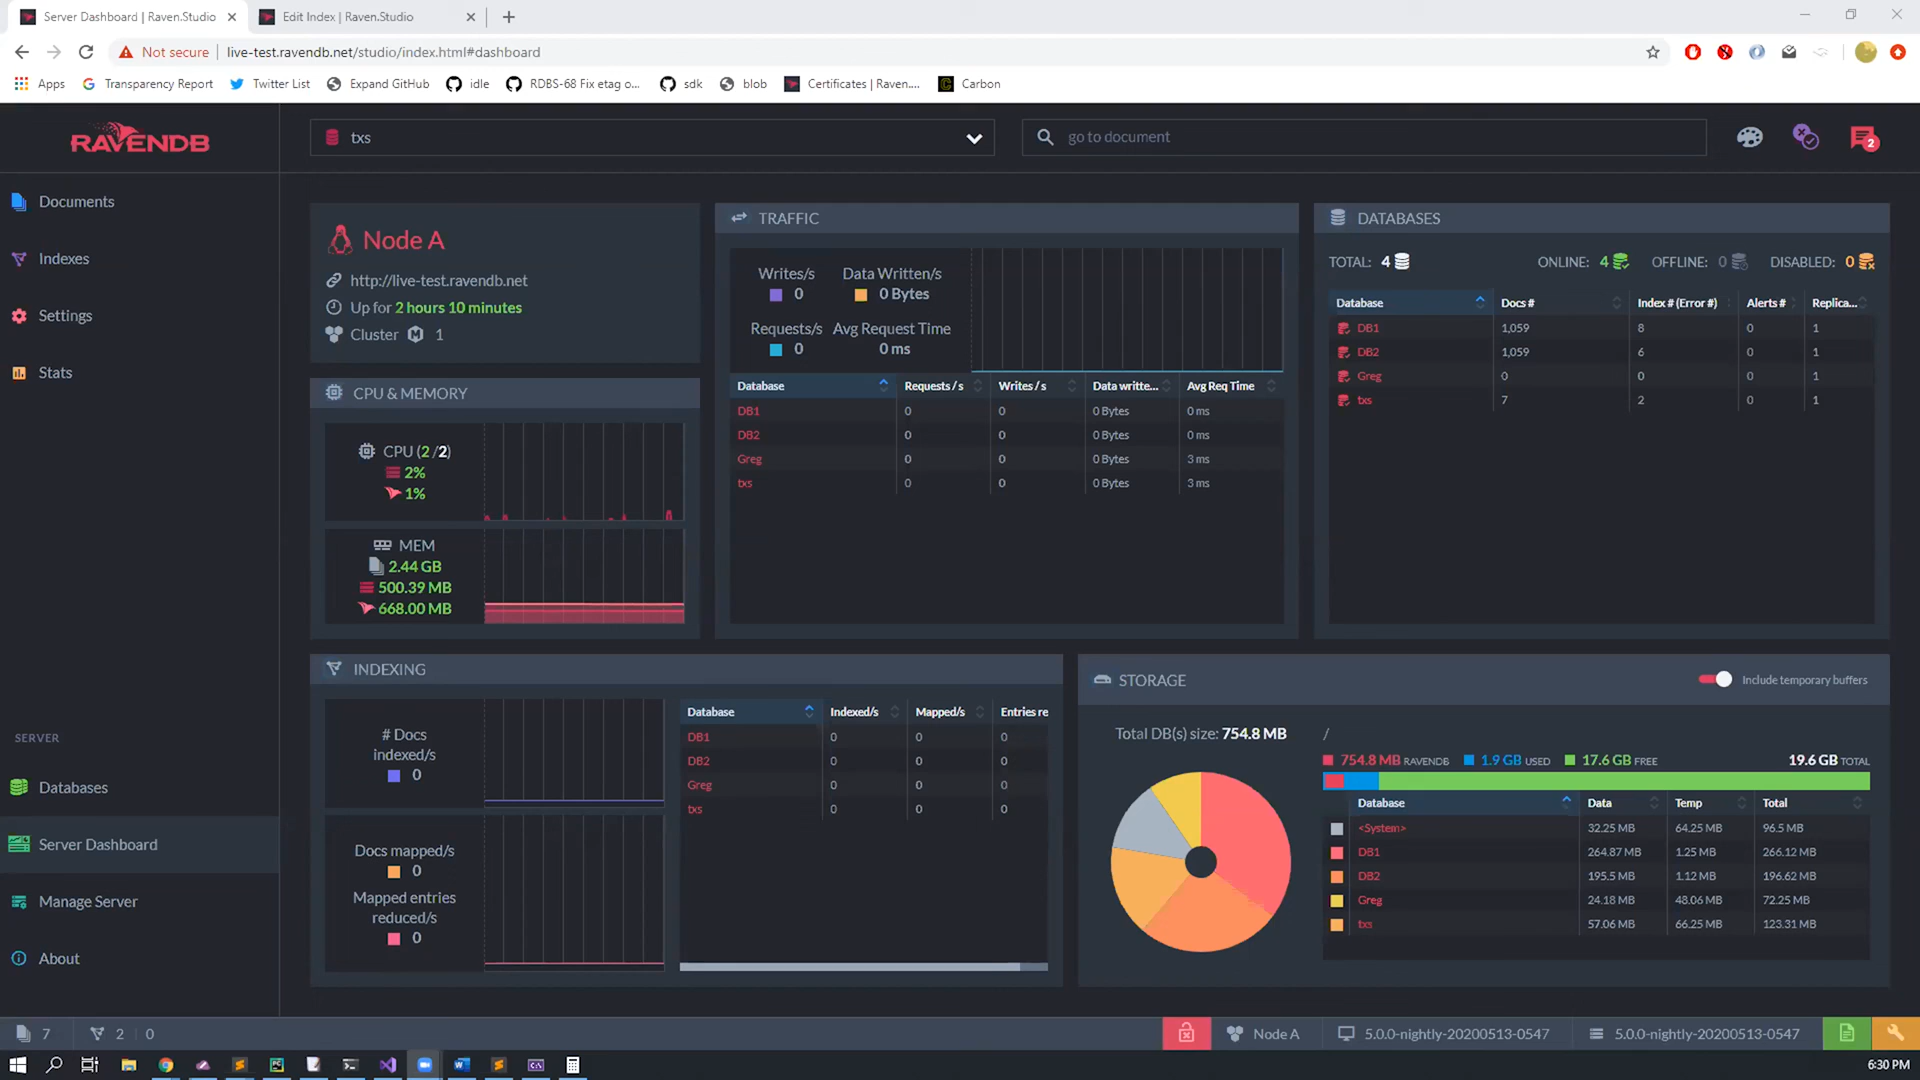 Server Dashboard | Raven.Studio
Edit Index | Raven.Studio
Not secure
live-test.ravendb.net/studio/index.html#dashboard
Apps
Transparency Report
Twitter List
Expand GitHub
idle
RDBS-68 Fix etag o...
sdk
blob
Certificates | Raven....
Carbon
RAVENDB
txs
go to document
2
Documents
Indexes
Settings
Stats
SERVER
Databases
Server Dashboard
Manage Server
About
Node A
http://live-test.ravendb.net
Up for 2 hours 10 minutes
Cluster 1
CPU & MEMORY
CPU (2 /2)
2%
1%
MEM
2.44 GB
500.39 MB
668.00 MB
TRAFFIC
Writes/s Data Written/s
0 0 Bytes
Requests/s Avg Request Time
0 0 ms
Database Requests / s Writes / s Data writte... Avg Req Time
DB1 0 0 0 Bytes 0 ms
DB2 0 0 0 Bytes 0 ms
Greg 0 0 0 Bytes 3 ms
txs 0 0 0 Bytes 3 ms
DATABASES
TOTAL: 4 ONLINE: 4 OFFLINE: 0 DISABLED: 0
Database Docs # Index # (Error #) Alerts # Replica...
DB1 1,059 8 0 1
DB2 1,059 6 0 1
Greg 0 0 0 1
txs 7 2 0 1
INDEXING
# Docs
indexed/s
0
Docs mapped/s
0
Mapped entries
reduced/s
0
Database Indexed/s Mapped/s Entries re
DB1 0 0 0
DB2 0 0 0
Greg 0 0 0
txs 0 0 0
STORAGE
Include temporary buffers
Total DB(s) size: 754.8 MB
/
754.8 MB RAVENDB 1.9 GB USED 17.6 GB FREE 19.6 GB TOTAL
Database Data Temp Total
<System> 32.25 MB 64.25 MB 96.5 MB
DB1 264.87 MB 1.25 MB 266.12 MB
DB2 195.5 MB 1.12 MB 196.62 MB
Greg 24.18 MB 48.06 MB 72.25 MB
txs 57.06 MB 66.25 MB 123.31 MB
7 2 0
Node A
5.0.0-nightly-20200513-0547
5.0.0-nightly-20200513-0547
6:30 PM